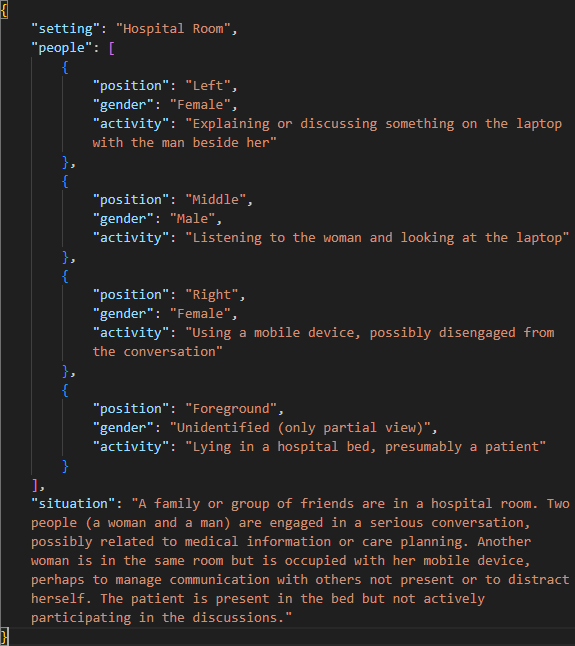 {
"setting": "Hospital Room",
"people": [
{
"position": "Left",
"gender": "Female",
"activity": "Explaining or discussing something on the laptop
with the man beside her"
},
{
"position": "Middle",
"gender": "Male",
"activity": "Listening to the woman and looking at the laptop"
},
{
"position": "Right",
"gender": "Female",
"activity": "Using a mobile device, possibly disengaged from
the conversation"
},
{
"position": "Foreground",
"gender": "Unidentified (only partial view)",
"activity": "Lying in a hospital bed, presumably a patient"
}
],
"situation": "A family or group of friends are in a hospital room. Two
people (a woman and a man) are engaged in a serious conversation,
possibly related to medical information or care planning. Another
woman is in the same room but is occupied with her mobile device,
perhaps to manage communication with others not present or to distract
herself. The patient is present in the bed but not actively
participating in the discussions."
}